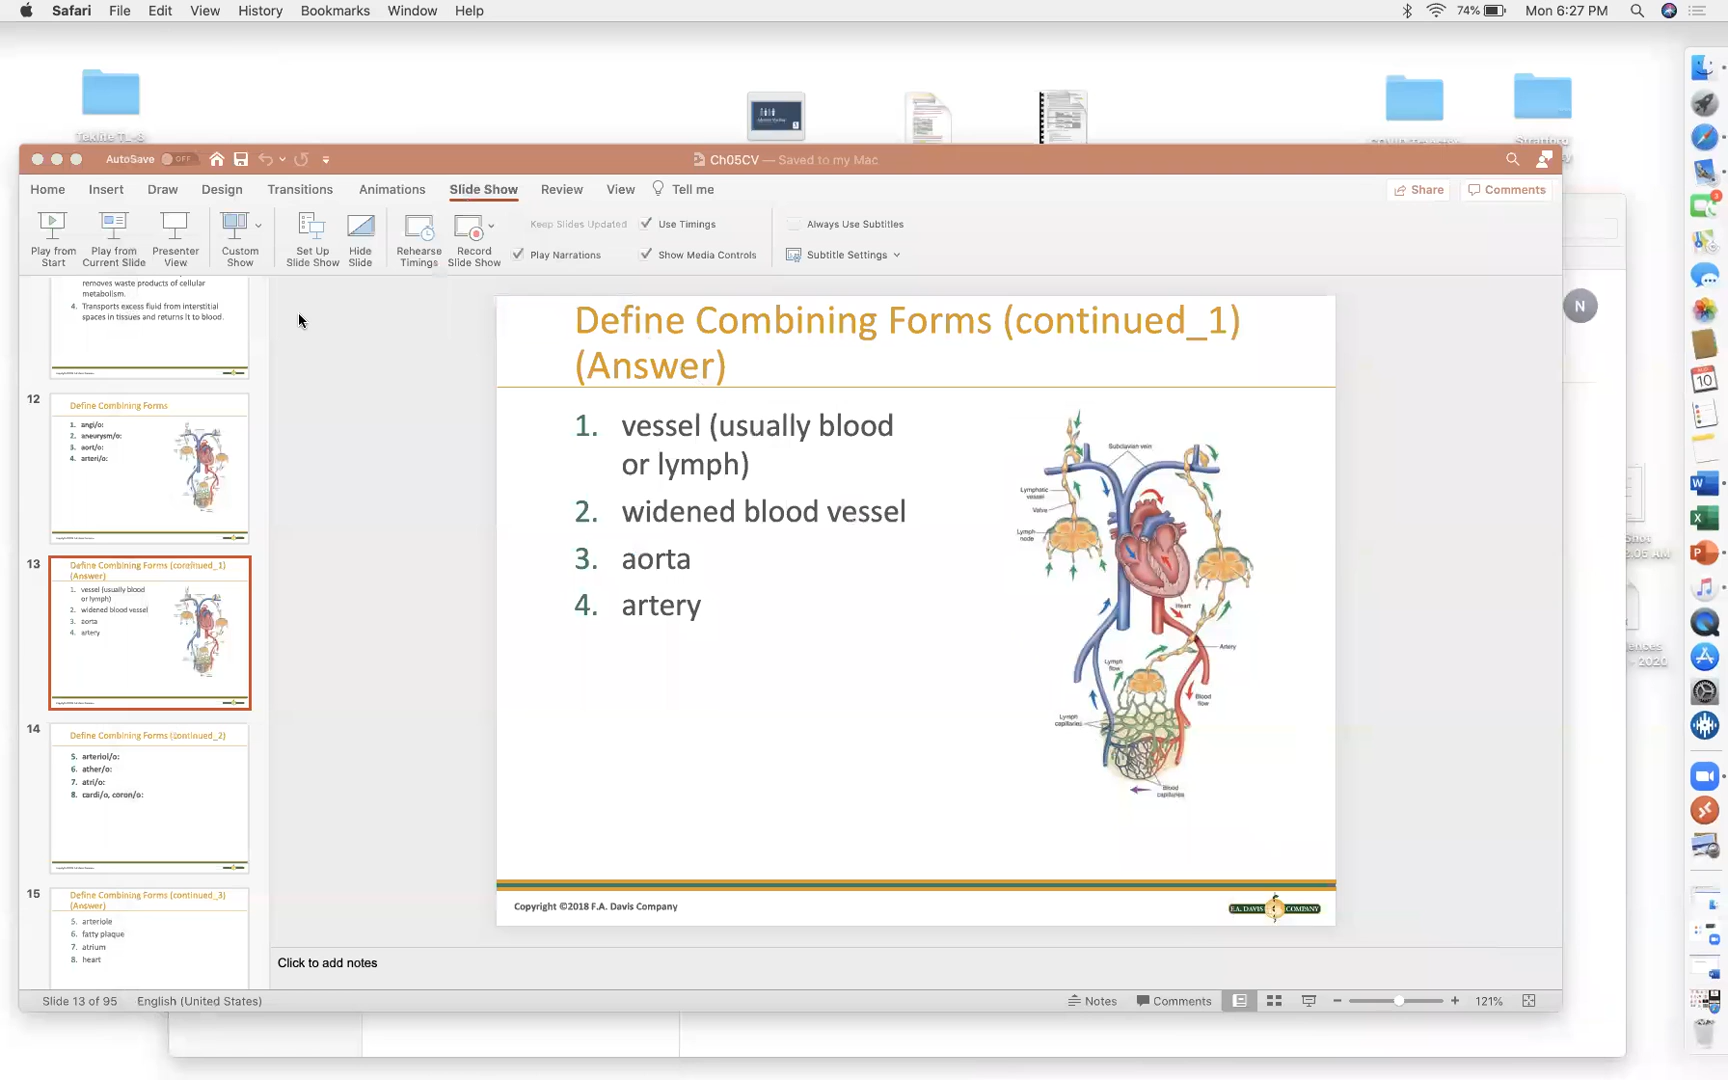 Safari File Edit View History Bookmarks Window Help
74% Mon 6:27 PM
AutoSave OFF
Ch05CV — Saved to my Mac
Home Insert Draw Design Transitions Animations Slide Show Review View Tell me
Share Comments
Play from Start
Play from Current Slide
Presenter View
Custom Show
Set Up Slide Show
Hide Slide
Rehearse Timings
Record Slide Show
Keep Slides Updated
Play Narrations
Use Timings
Show Media Controls
Always Use Subtitles
Subtitle Settings
removes waste products of cellular
metabolism.
4. Transports excess fluid from interstitial
spaces in tissues and returns it to blood.
12
Define Combining Forms
1. angi/o:
2. aneurysm/o:
3. aort/o:
4. arteri/o:
13
Define Combining Forms (continued_1)
(Answer)
1. vessel (usually blood
or lymph)
2. widened blood vessel
3. aorta
4. artery
14
Define Combining Forms (continued_2)
5. arteriol/o:
6. ather/o:
7. atri/o:
8. cardi/o, coron/o:
15
Define Combining Forms (continued_3)
(Answer)
5. arteriole
6. fatty plaque
7. atrium
8. heart
Define Combining Forms (continued_1)
(Answer)
1. vessel (usually blood
or lymph)
2. widened blood vessel
3. aorta
4. artery
Subclavian vein
Lymphatic
vessel
Valve
Lymph
node
Heart
Artery
Lymph
flow
Blood
flow
Lymph
capillaries
Blood
capillaries
Copyright ©2018 F.A. Davis Company
F.A. DAVIS COMPANY
Click to add notes
Slide 13 of 95 English (United States)
Notes Comments
121%
N
10